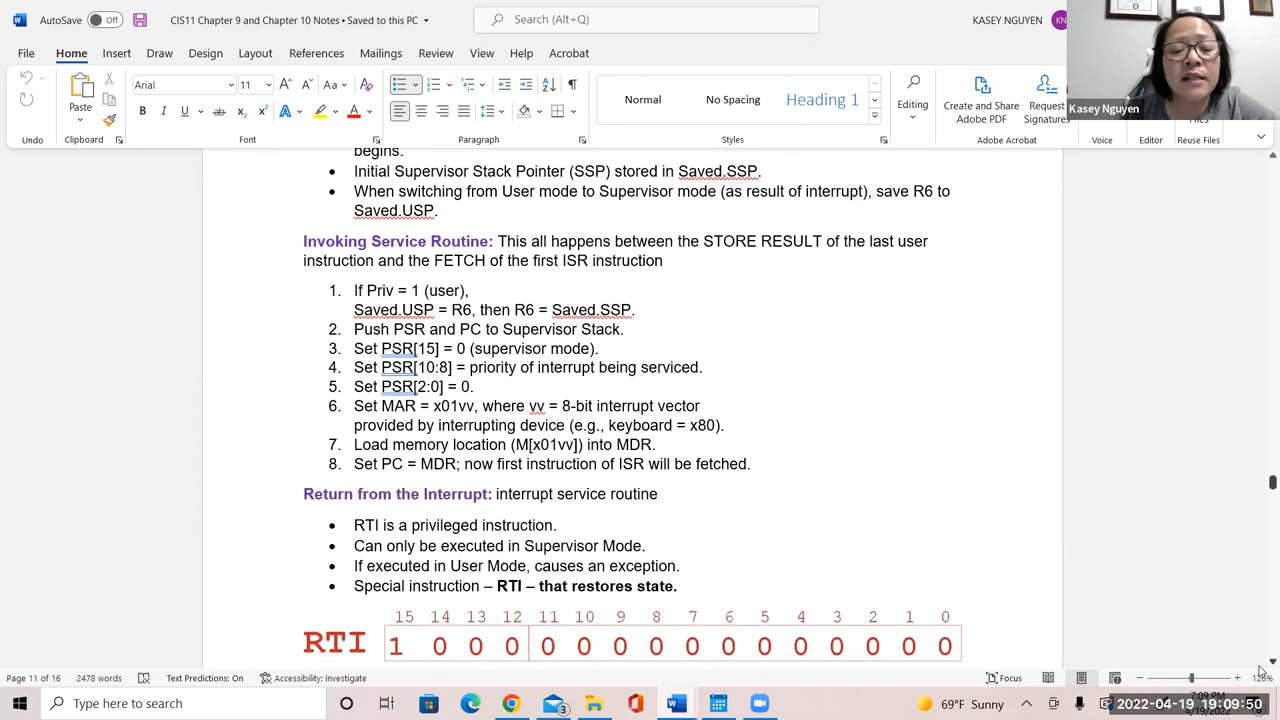 AutoSave Off CIS11 Chapter 9 and Chapter 10 Notes • Saved to this PC Search (Alt+Q) KASEY NGUYEN KN
File Home Insert Draw Design Layout References Mailings Review View Help Acrobat
Paste
Arial 11 Aa
B I U ab x₂ x² A A
Normal No Spacing Heading 1
Editing
Create and Share Adobe PDF
Request Signatures
Kasey Nguyen
Files
Undo Clipboard Font Paragraph Styles Adobe Acrobat Voice Editor Reuse Files
begins.
• Initial Supervisor Stack Pointer (SSP) stored in Saved.SSP.
• When switching from User mode to Supervisor mode (as result of interrupt), save R6 to
Saved.USP.
Invoking Service Routine: This all happens between the STORE RESULT of the last user
instruction and the FETCH of the first ISR instruction
1. If Priv = 1 (user),
Saved.USP = R6, then R6 = Saved.SSP.
2. Push PSR and PC to Supervisor Stack.
3. Set PSR[15] = 0 (supervisor mode).
4. Set PSR[10:8] = priority of interrupt being serviced.
5. Set PSR[2:0] = 0.
6. Set MAR = x01vv, where vv = 8-bit interrupt vector
provided by interrupting device (e.g., keyboard = x80).
7. Load memory location (M[x01vv]) into MDR.
8. Set PC = MDR; now first instruction of ISR will be fetched.
Return from the Interrupt: interrupt service routine
• RTI is a privileged instruction.
• Can only be executed in Supervisor Mode.
• If executed in User Mode, causes an exception.
• Special instruction – RTI – that restores state.
15 14 13 12 11 10 9 8 7 6 5 4 3 2 1 0
RTI 1 0 0 0 0 0 0 0 0 0 0 0 0 0 0 0
Page 11 of 16 2478 words Text Predictions: On Accessibility: Investigate Focus
Type here to search 3 69°F Sunny 7:09 PM
4/19/2022
2022-04-19 19:09:50